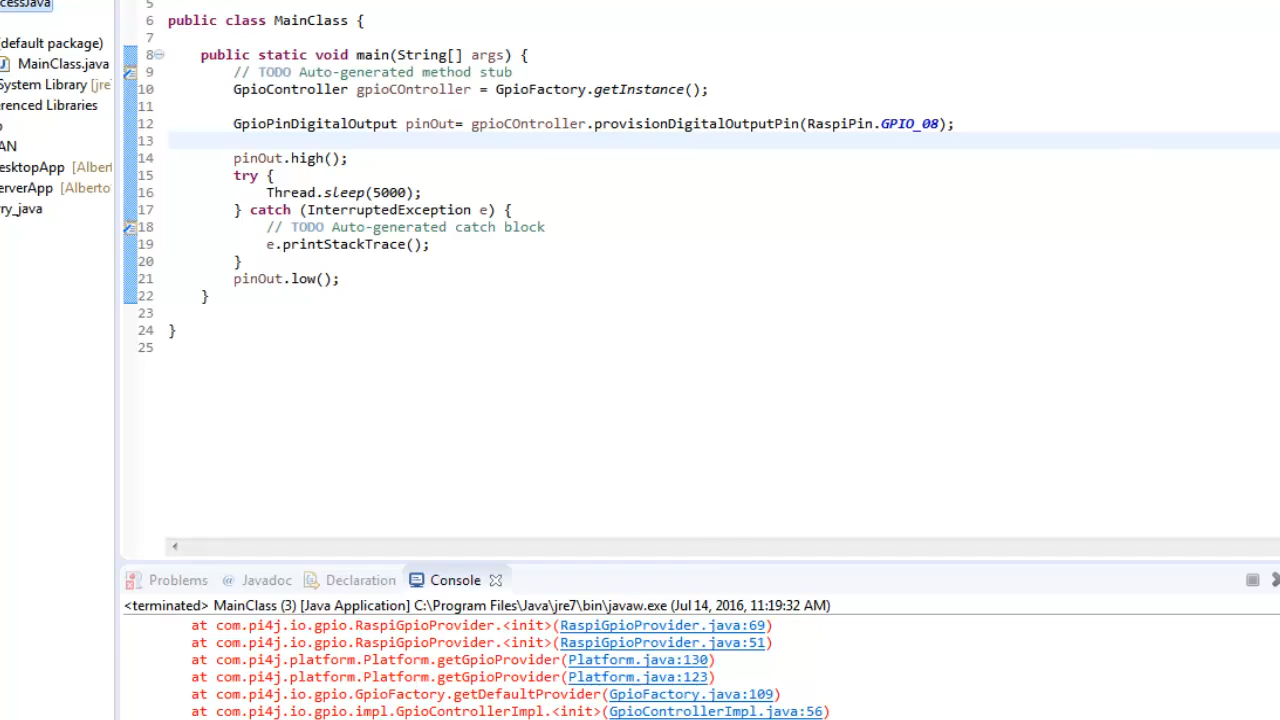 cessJava
(default package)
MainClass.java
System Library [jre
erenced Libraries
AN
esktopApp [Albert
erverApp [Alberto
ry_java
5
6 public class MainClass {
7
8 public static void main(String[] args) {
9 // TODO Auto-generated method stub
10 GpioController gpioCOntroller = GpioFactory.getInstance();
11
12 GpioPinDigitalOutput pinOut= gpioCOntroller.provisionDigitalOutputPin(RaspiPin.GPIO_08);
13
14 pinOut.high();
15 try {
16 Thread.sleep(5000);
17 } catch (InterruptedException e) {
18 // TODO Auto-generated catch block
19 e.printStackTrace();
20 }
21 pinOut.low();
22 }
23
24 }
25
Problems @ Javadoc Declaration Console
<terminated> MainClass (3) [Java Application] C:\Program Files\Java\jre7\bin\javaw.exe (Jul 14, 2016, 11:19:32 AM)
at com.pi4j.io.gpio.RaspiGpioProvider.<init>(RaspiGpioProvider.java:69)
at com.pi4j.io.gpio.RaspiGpioProvider.<init>(RaspiGpioProvider.java:51)
at com.pi4j.platform.Platform.getGpioProvider(Platform.java:130)
at com.pi4j.platform.Platform.getGpioProvider(Platform.java:123)
at com.pi4j.io.gpio.GpioFactory.getDefaultProvider(GpioFactory.java:109)
at com.pi4j.io.gpio.impl.GpioControllerImpl.<init>(GpioControllerImpl.java:56)